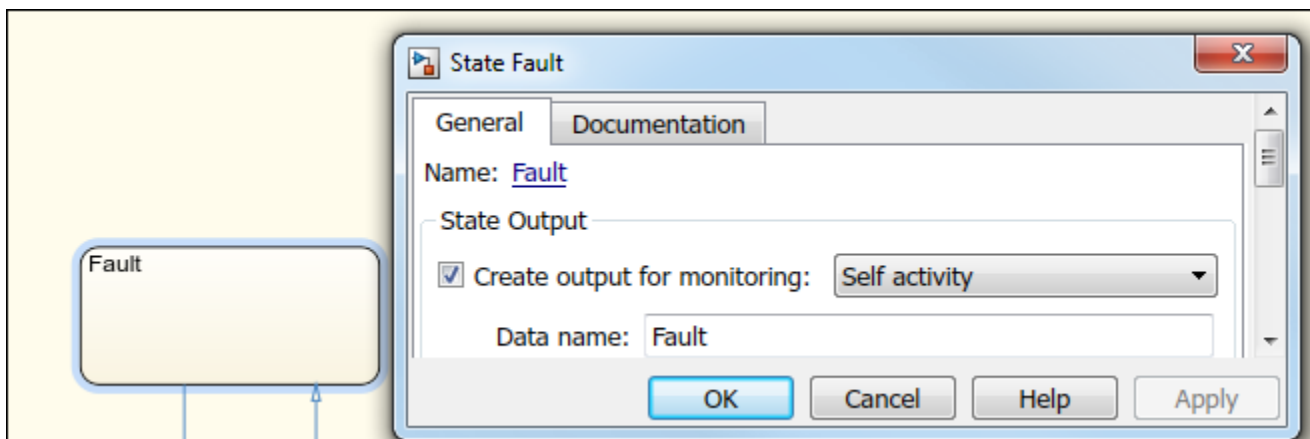 State Fault
General Documentation
Name: Fault
State Output
Create output for monitoring: Self activity
Data name: Fault
OK Cancel Help Apply
Fault